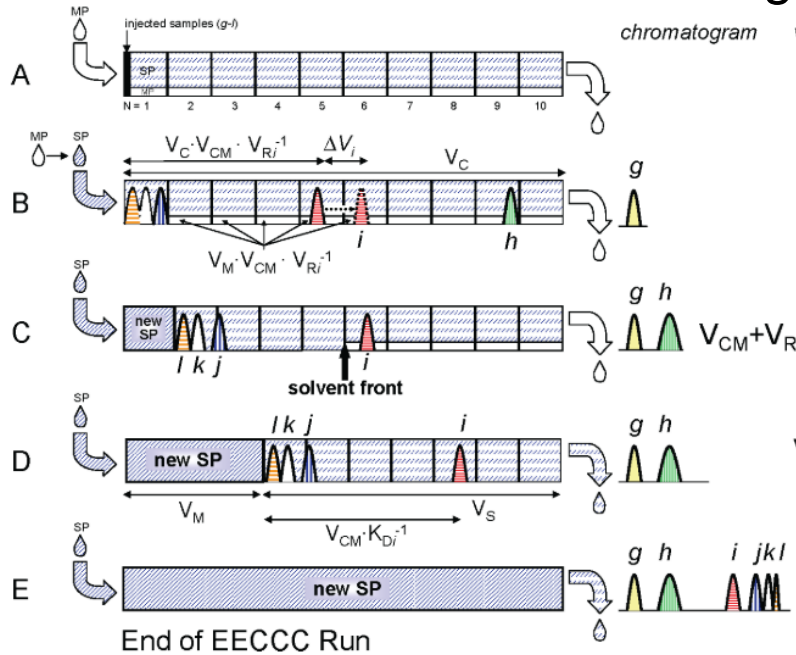 MP
injected samples (g-l)
chromatogram
A
SP
MP
N = 1 2 3 4 5 6 7 8 9 10
MP
SP
V_C·V_CM · V_Ri^-1
ΔV_i
V_C
g
B
i
h
V_M·V_CM · V_Ri^-1
SP
g h
C
new
SP
V_CM+V_R
l k j
i
solvent front
SP
l k j
i
g h
D
new SP
V_M
V_S
V_CM·K_Di^-1
SP
g h i j k l
E
new SP
End of EECCC Run